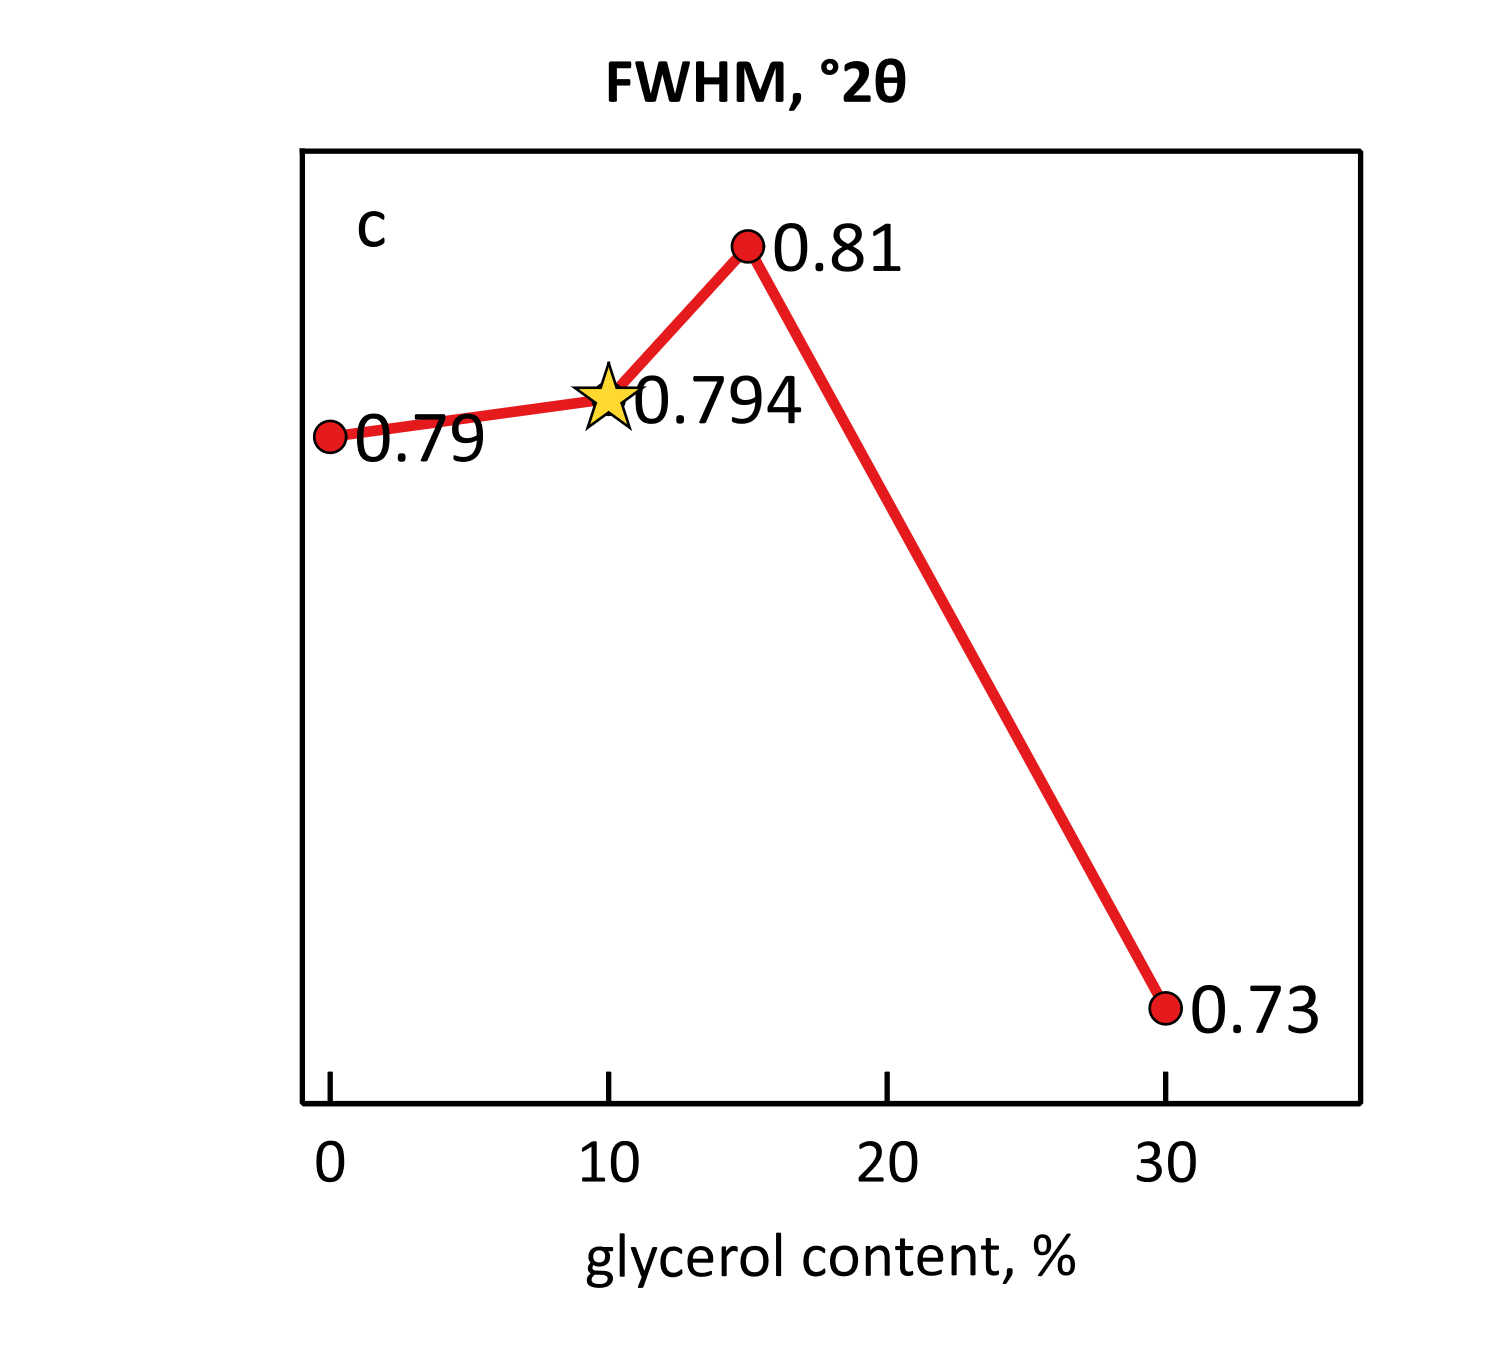 FWHM, °2θ
c
0.81
0.794
0.79
0.73
0 10 20 30
glycerol content, %